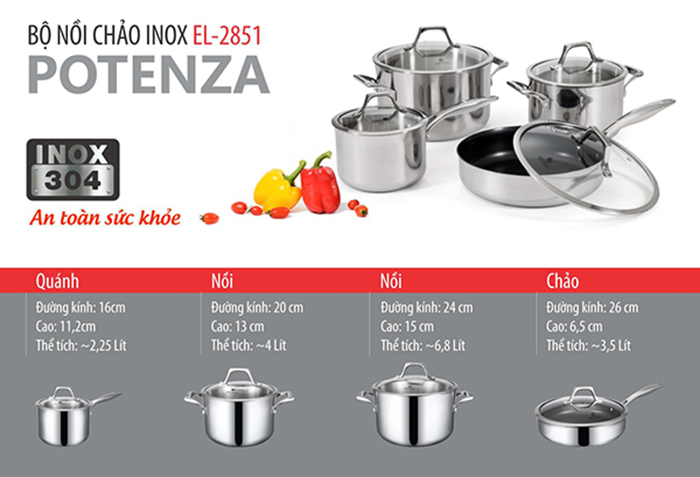 BỘ NỒI CHẢO INOX EL-2851
POTENZA
INOX
304
An toàn sức khỏe
Quánh
Đường kính: 16cm
Cao: 11,2cm
Thể tích: ~2,25 Lít
Nồi
Đường kính: 20 cm
Cao: 13 cm
Thể tích: ~4 Lít
Nồi
Đường kính: 24 cm
Cao: 15 cm
Thể tích: ~6,8 Lít
Chảo
Đường kính: 26 cm
Cao: 6,5 cm
Thể tích: ~3,5 Lít